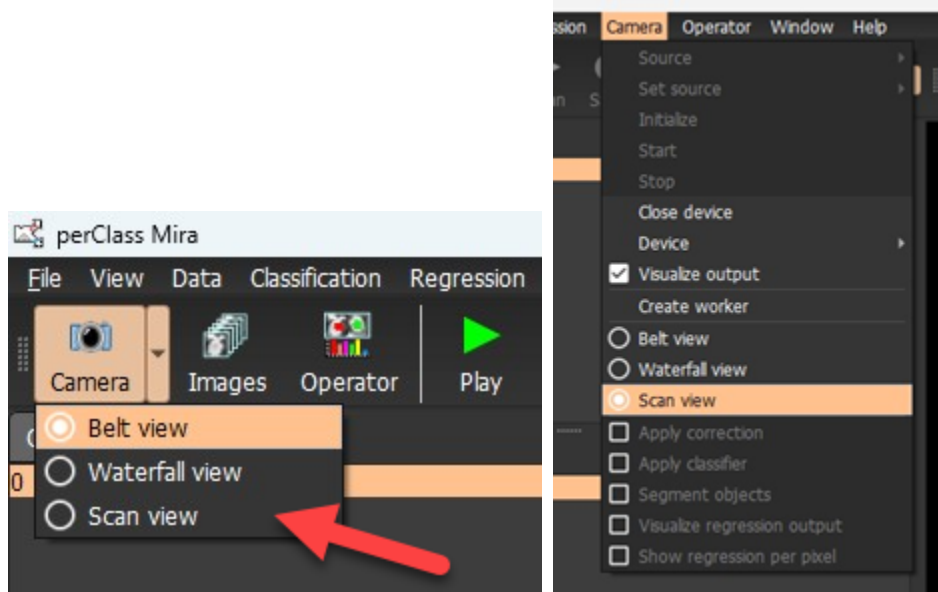 perClass Mira
File View Data Classification Regression
Camera Images Operator Play
Belt view
Waterfall view
Scan view
0
Camera Operator Window Help
Source
Set source
Initialize
Start
Stop
Close device
Device
Visualize output
Create worker
Belt view
Waterfall view
Scan view
Apply correction
Apply classifier
Segment objects
Visualize regression output
Show regression per pixel